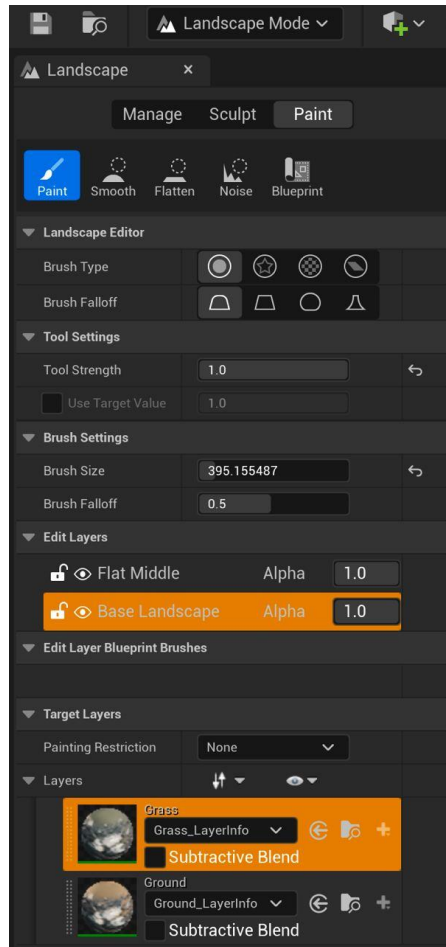 Landscape Mode
Landscape
Manage Sculpt Paint
Paint Smooth Flatten Noise Blueprint
Landscape Editor
Brush Type
Brush Falloff
Tool Settings
Tool Strength 1.0
Use Target Value 1.0
Brush Settings
Brush Size 395.155487
Brush Falloff 0.5
Edit Layers
Flat Middle Alpha 1.0
Base Landscape Alpha 1.0
Edit Layer Blueprint Brushes
Target Layers
Painting Restriction None
Layers
Grass
Grass_LayerInfo
Subtractive Blend
Ground
Ground_LayerInfo
Subtractive Blend